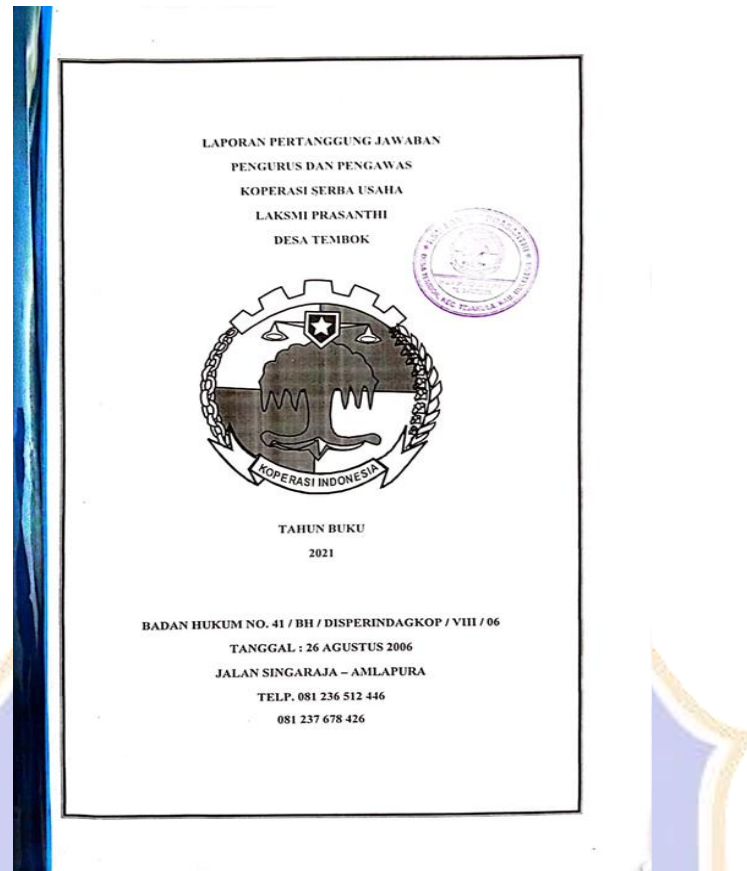 LAPORAN PERTANGGUNG JAWABAN
PENGURUS DAN PENGAWAS
KOPERASI SERBA USAHA
LAKSMI PRASANTHI
DESA TEMBOK
KOPERASI INDONESIA
TAHUN BUKU
2021
BADAN HUKUM NO. 41 / BH / DISPERINDAGKOP / VIII / 06
TANGGAL : 26 AGUSTUS 2006
JALAN SINGARAJA – AMLAPURA
TELP. 081 236 512 446
081 237 678 426